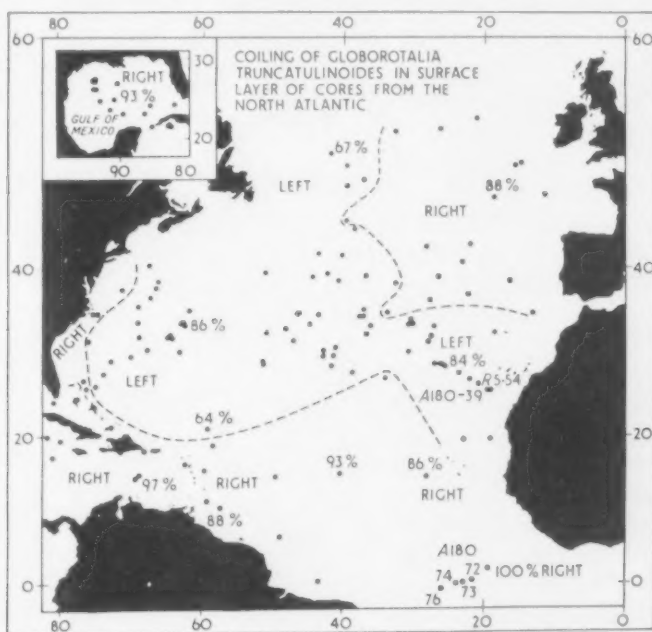 80 60 40 20 0
60 60
30
RIGHT
93%
GULF OF
MEXICO
20
90 80
COILING OF GLOBOROTALIA
TRUNCATULINOIDES IN SURFACE
LAYER OF CORES FROM THE
NORTH ATLANTIC
67%
LEFT
88%
RIGHT
40 40
86%
RIGHT
LEFT
LEFT
84%
R5-54
A180-39
64%
20 20
93% 86%
RIGHT
97%
RIGHT
RIGHT
88%
A180
72 100% RIGHT
74
73
76
0 0
80 60 40 20 0